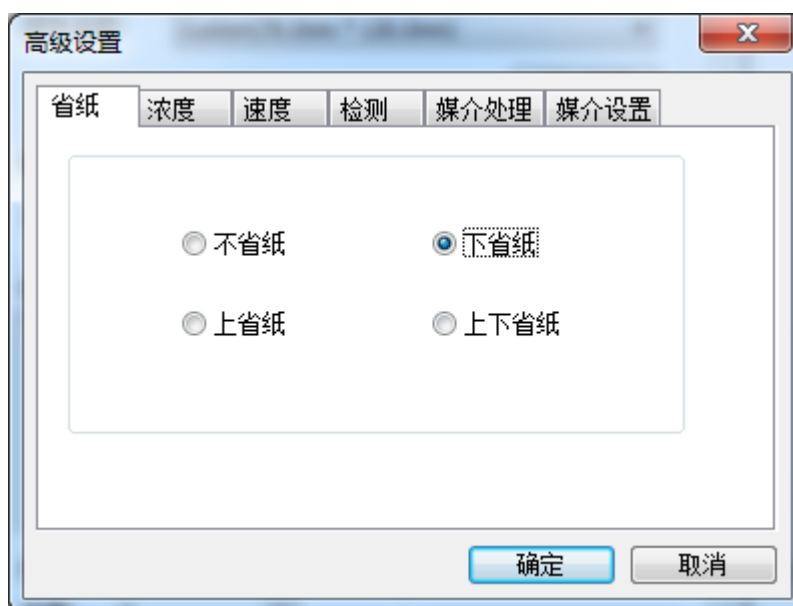 高级设置
省纸 浓度 速度 检测 媒介处理 媒介设置
不省纸 下省纸
上省纸 上下省纸
确定 取消